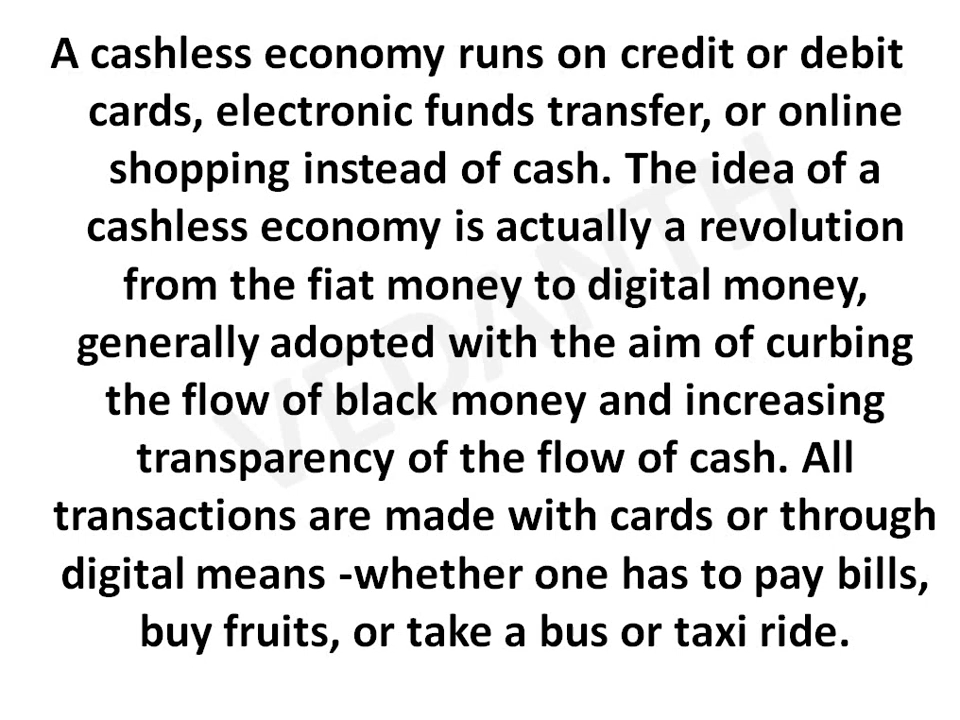 A cashless economy runs on credit or debit
cards, electronic funds transfer, or online
shopping instead of cash. The idea of a
cashless economy is actually a revolution
from the fiat money to digital money,
generally adopted with the aim of curbing
the flow of black money and increasing
transparency of the flow of cash. All
transactions are made with cards or through
digital means -whether one has to pay bills,
buy fruits, or take a bus or taxi ride.
VEDANTH